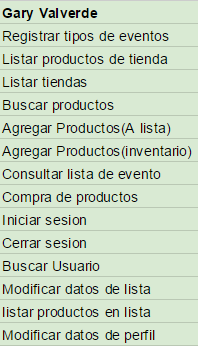 Gary Valverde
Registrar tipos de eventos
Listar productos de tienda
Listar tiendas
Buscar productos
Agregar Productos(A lista)
Agregar Productos(inventario)
Consultar lista de evento
Compra de productos
Iniciar sesion
Cerrar sesion
Buscar Usuario
Modificar datos de lista
listar productos en lista
Modificar datos de perfil